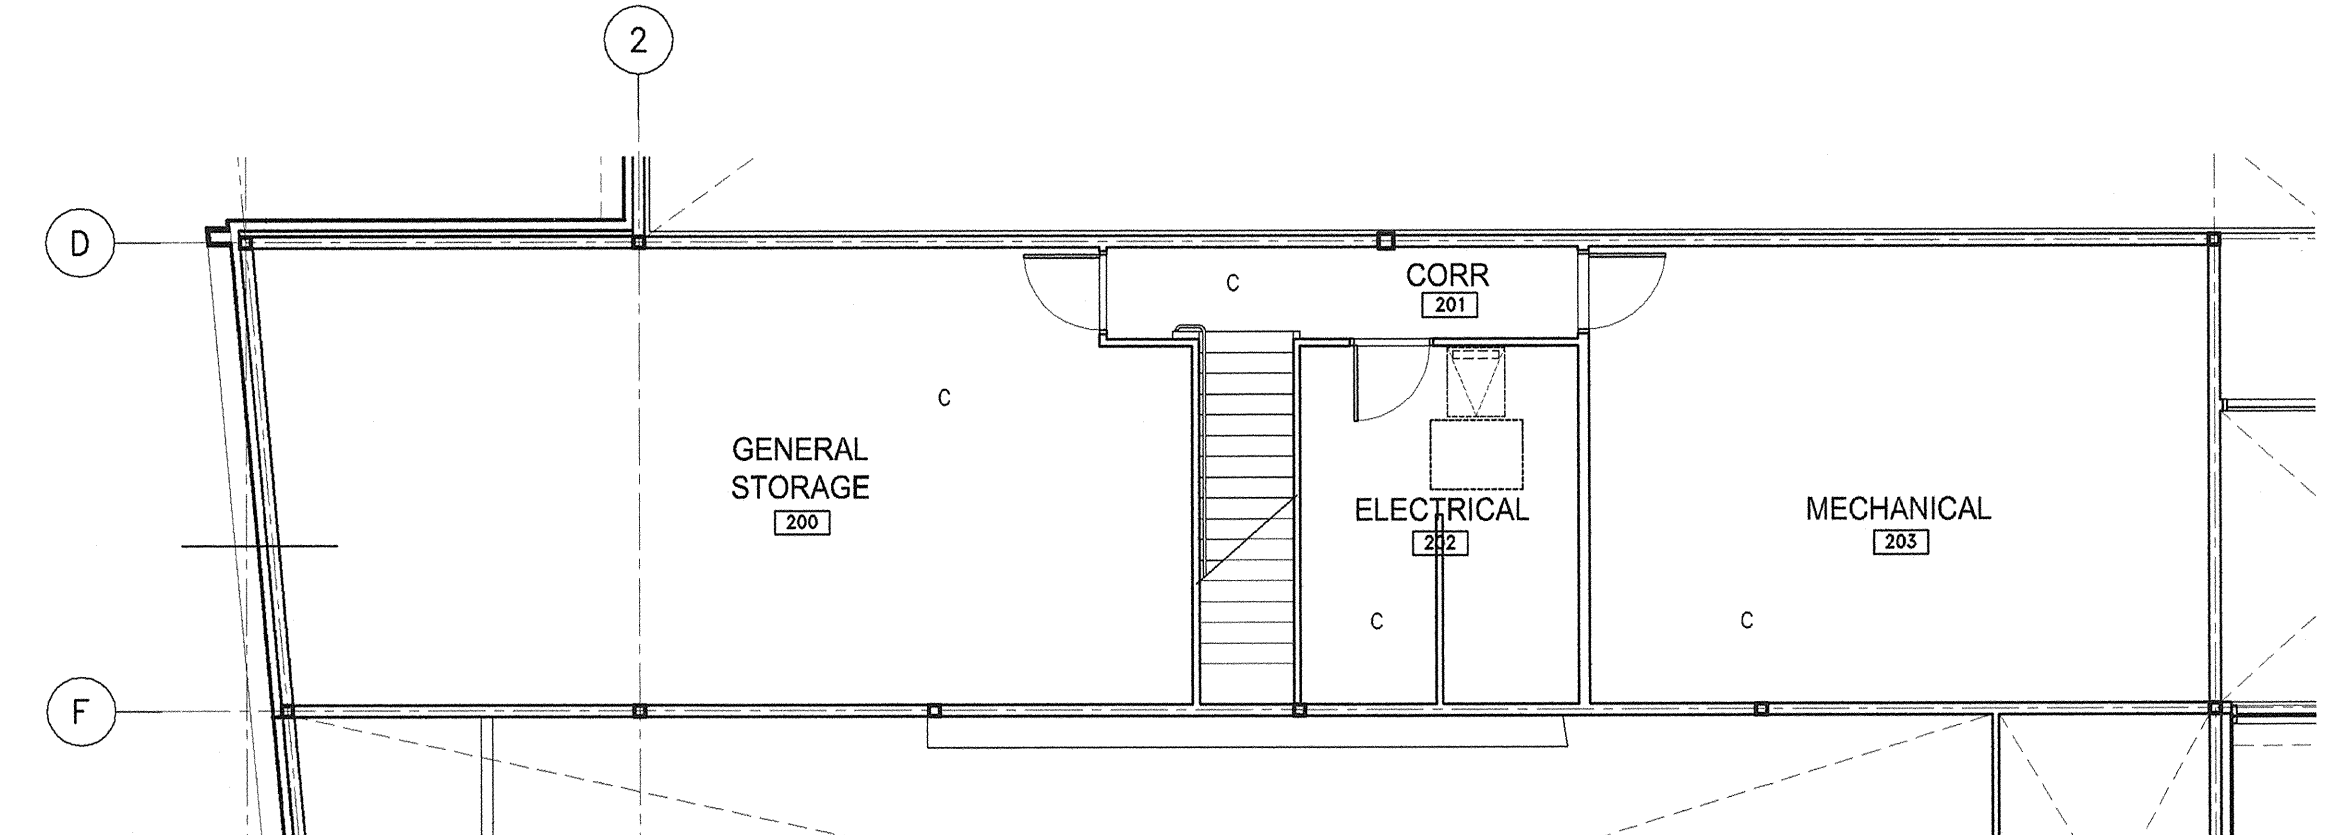 2
D
CORR
201
C
C
GENERAL
STORAGE
200
ELECTRICAL
202
MECHANICAL
203
C
C
F